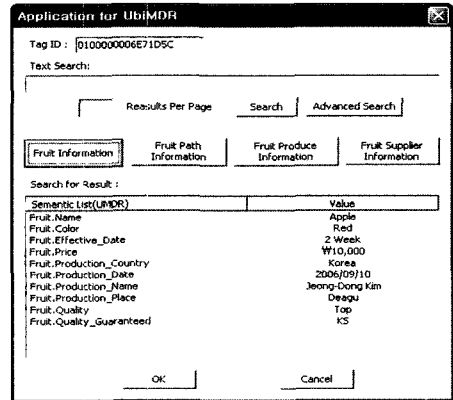 Application for UbiMDR
Tag ID : 0100000006E71D5C
Text Search:
Reasults Per Page Search Advanced Search
Fruit Information Fruit Path Information Fruit Produce Information Fruit Supplier Information
Search for Result :
Semantic List(UMDR) Value
Fruit.Name Apple
Fruit.Color Red
Fruit.Effective_Date 2 Week
Fruit.Price ₩10,000
Fruit.Production_Country Korea
Fruit.Production_Date 2006/09/10
Fruit.Production_Name Jeong-Dong Kim
Fruit.Production_Place Deagu
Fruit.Quality Top
Fruit.Quality_Guaranteed KS
OK Cancel